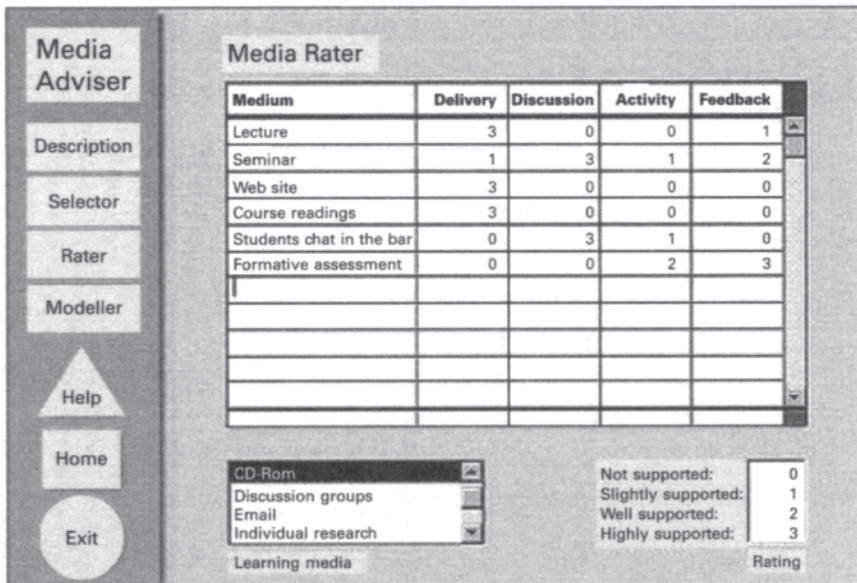 Media
Adviser
Description
Selector
Rater
Modeller
Help
Home
Exit
Media Rater
Medium Delivery Discussion Activity Feedback
Lecture 3 0 0 1
Seminar 1 3 1 2
Web site 3 0 0 0
Course readings 3 0 0 0
Students chat in the bar 0 3 1 0
Formative assessment 0 0 2 3
CD-Rom
Discussion groups
Email
Individual research
Learning media
Not supported: 0
Slightly supported: 1
Well supported: 2
Highly supported: 3
Rating